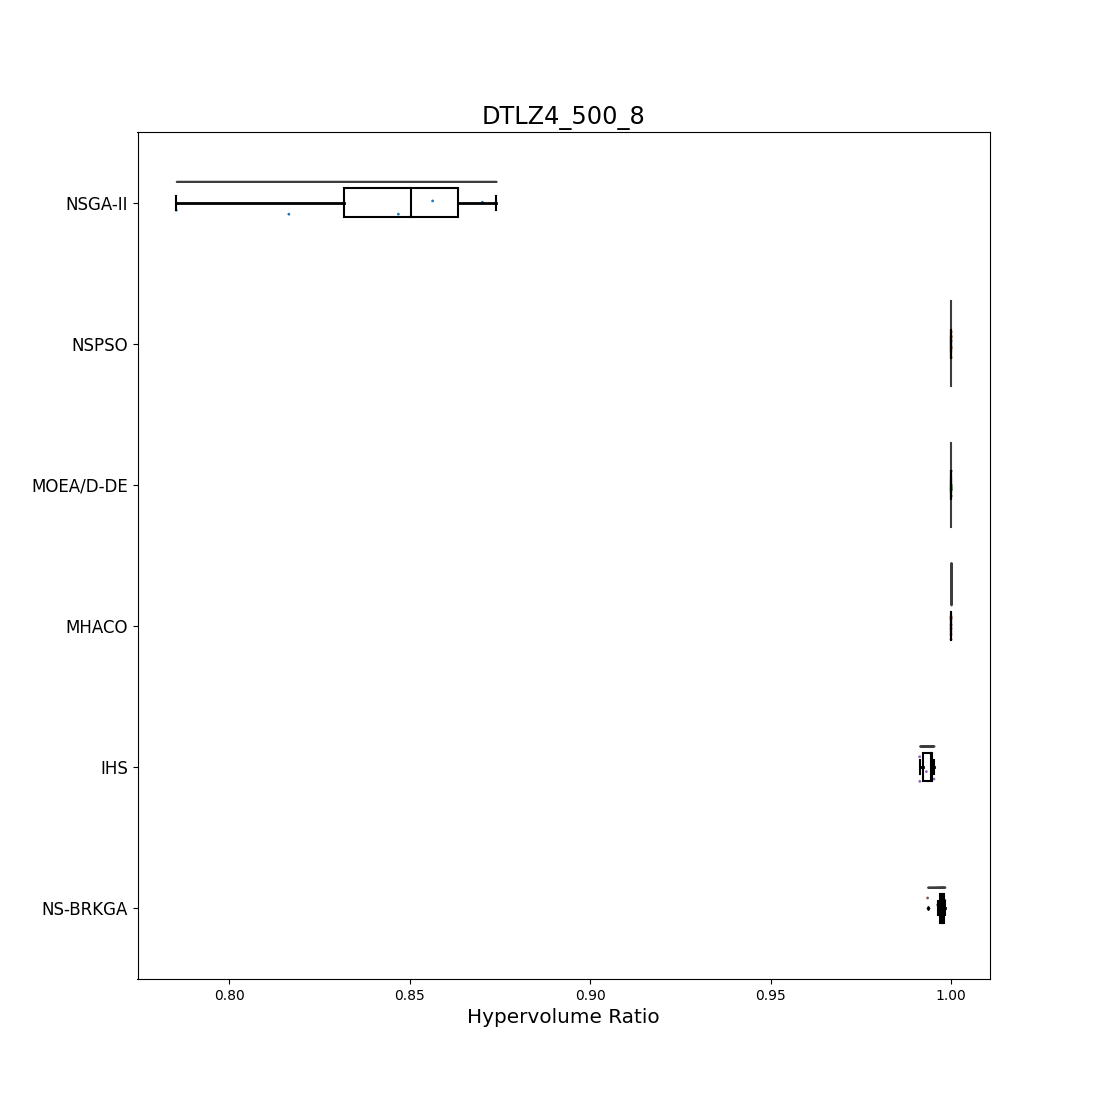 DTLZ4_500_8
NSGA-II
NSPSO
MOEA/D-DE
MHACO
IHS
NS-BRKGA
0.80 0.85 0.90 0.95 1.00
Hypervolume Ratio